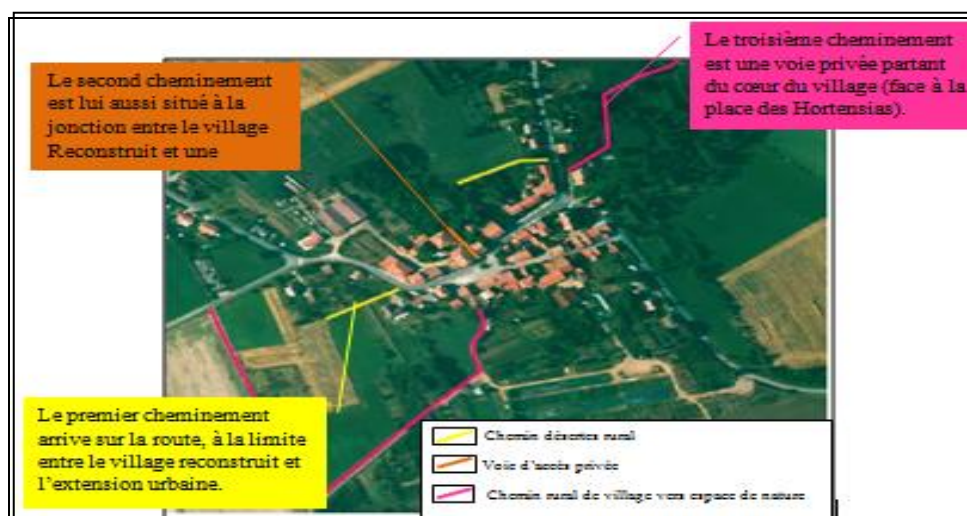 Le second cheminement
est lui aussi situé à la
jonction entre le village
Reconstruit et une
Le troisième cheminement
est une voie privée partant
du cœur du village (face à la
place des Hortensias).
Le premier cheminement
arrive sur la route, à la limite
entre le village reconstruit et
l'extension urbaine.
Chemin désertes rural
Voie d'accès privée
Chemin rural de village vers espace de nature